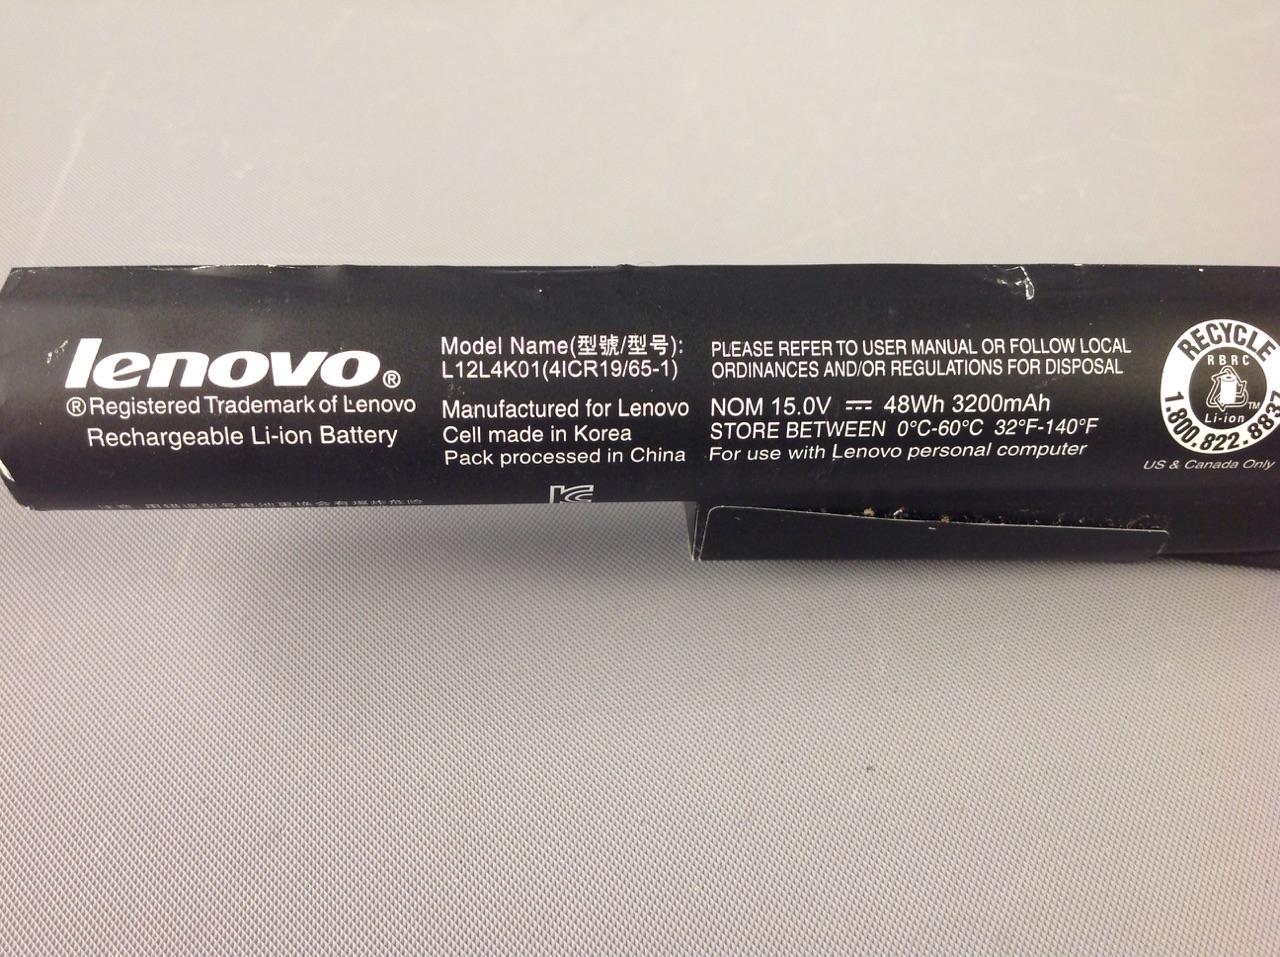 lenovo®
®Registered Trademark of Lenovo
Rechargeable Li-ion Battery
Model Name(型號/型号):
L12L4K01(4ICR19/65-1)
Manufactured for Lenovo
Cell made in Korea
Pack processed in China
PLEASE REFER TO USER MANUAL OR FOLLOW LOCAL
ORDINANCES AND/OR REGULATIONS FOR DISPOSAL
NOM 15.0V ⎓ 48Wh 3200mAh
STORE BETWEEN 0°C-60°C 32°F-140°F
For use with Lenovo personal computer
RECYCLE
RBRC
Li-ion TM
1.800.822.8837
US & Canada Only